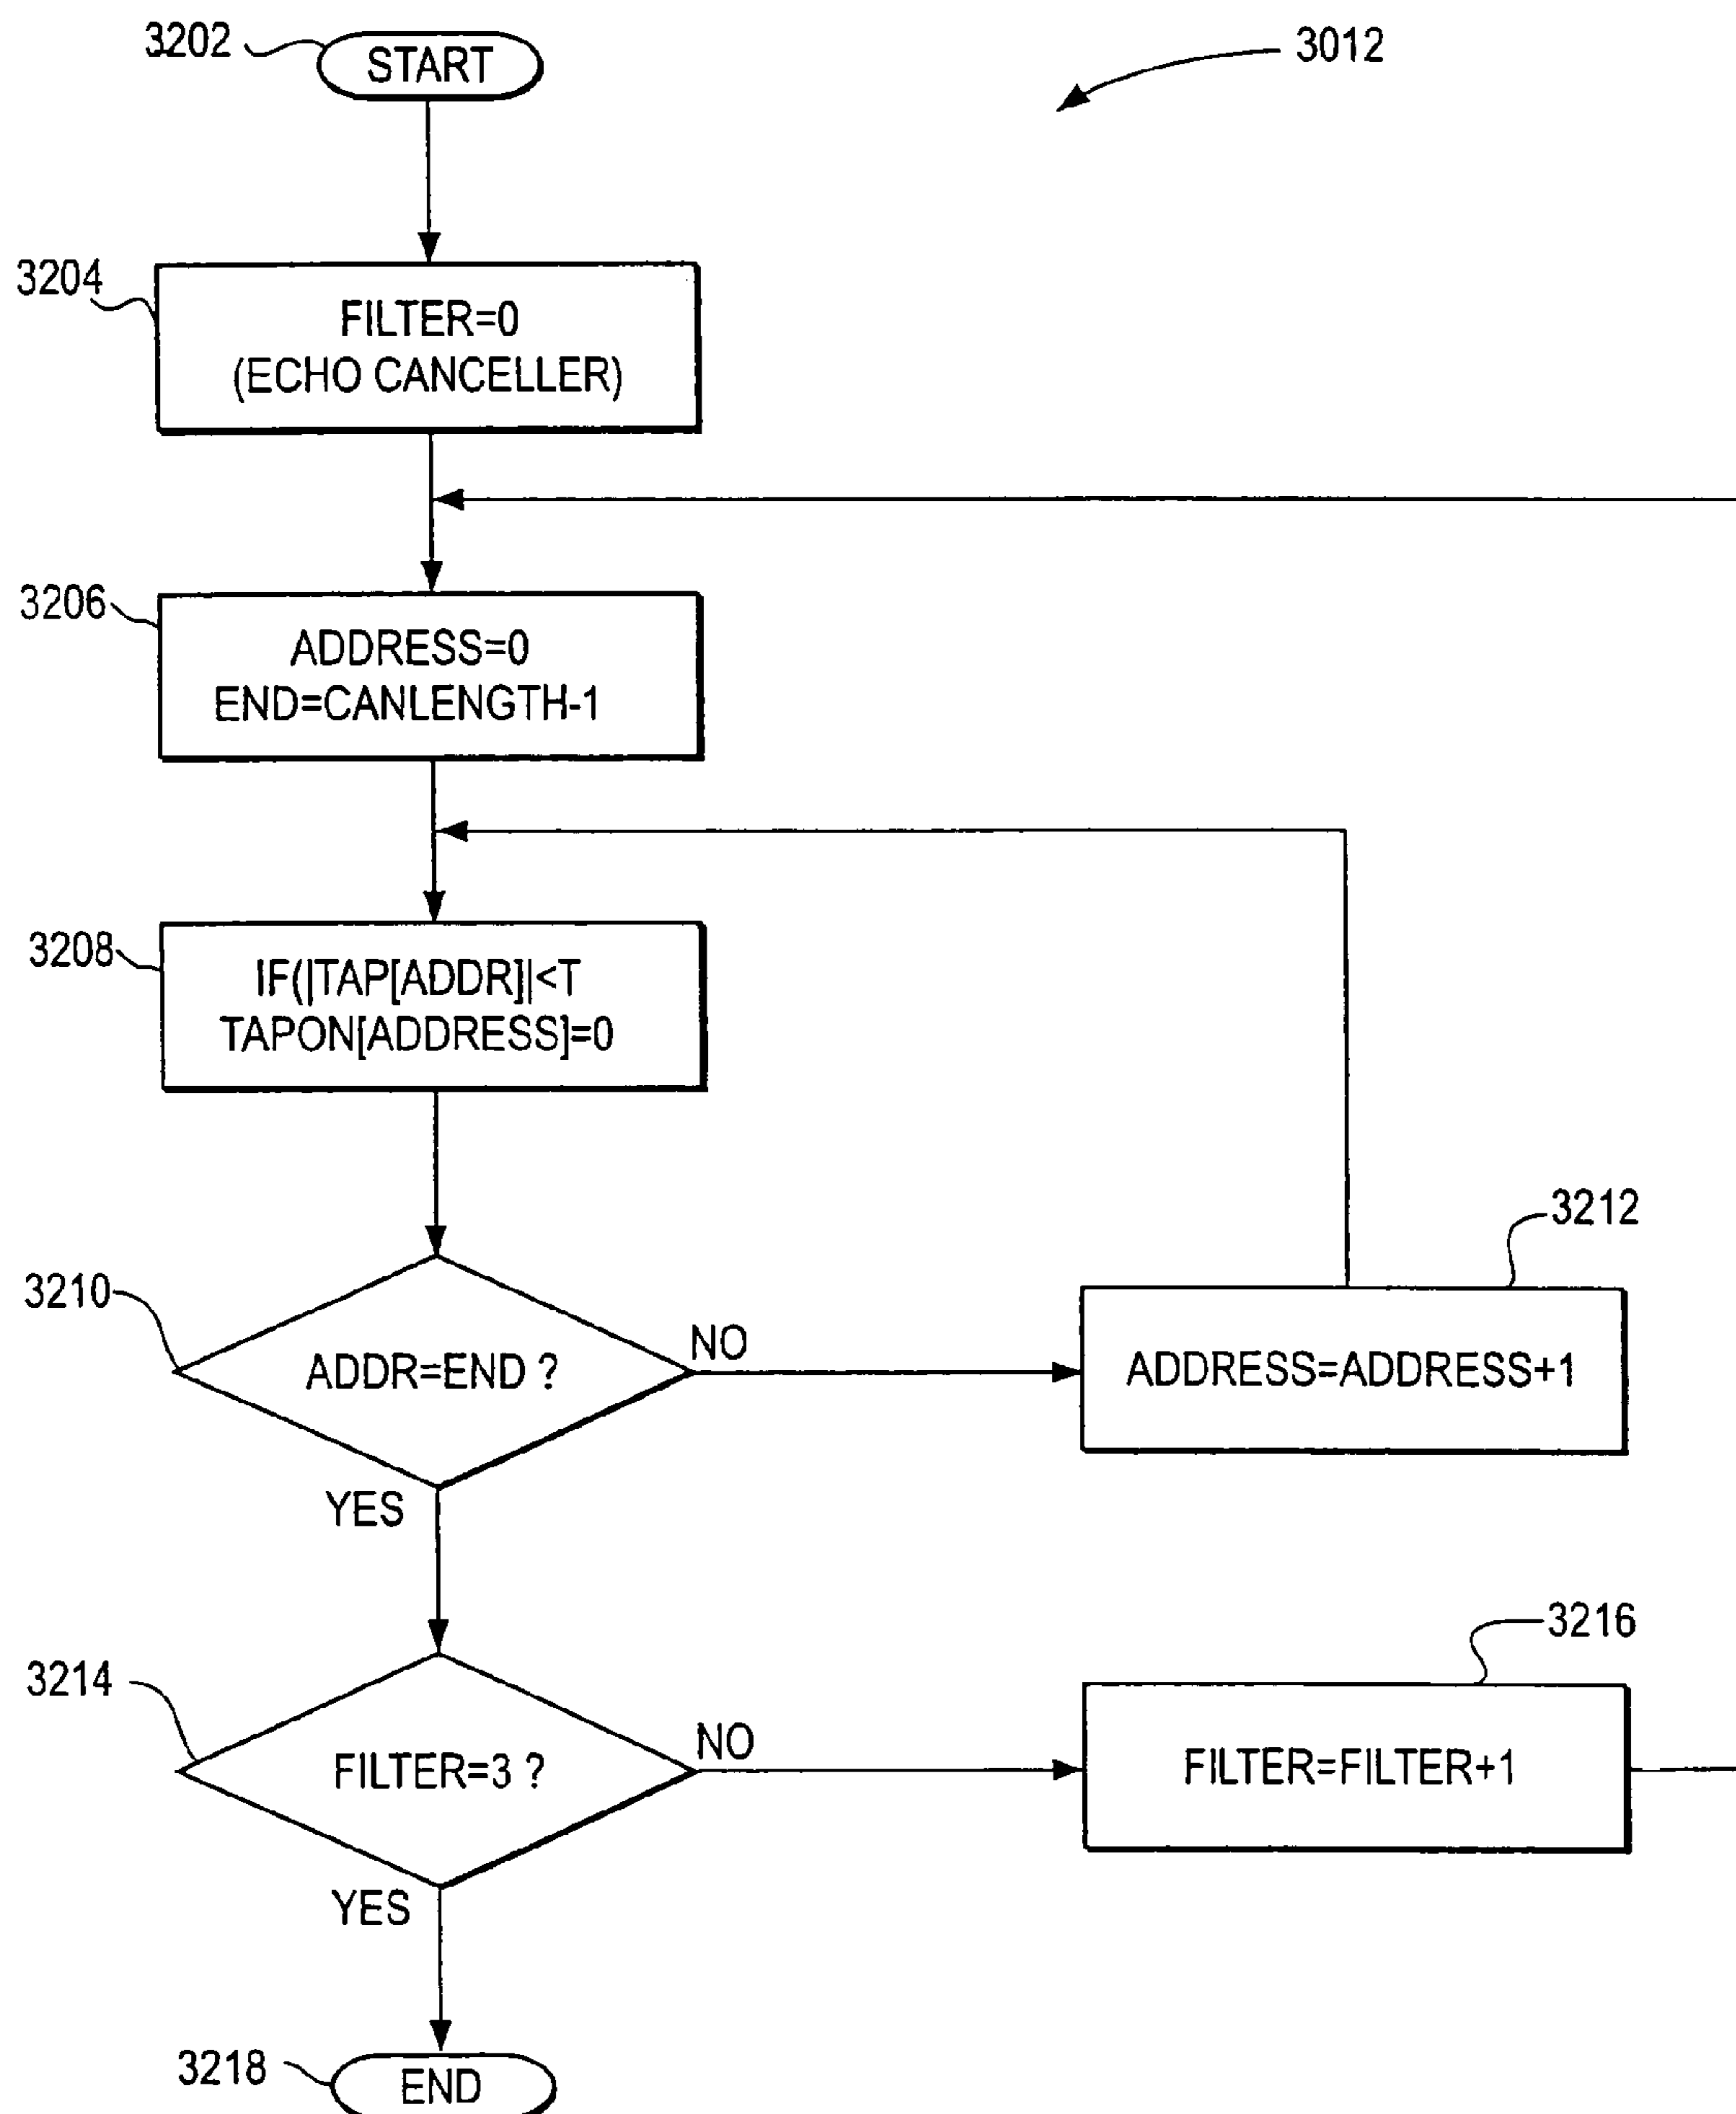 3202
START
3012
3204
FILTER=0
(ECHO CANCELLER)
3206
ADDRESS=0
END=CANLENGTH-1
3208
IF(|TAP[ADDR]|<T
TAPON[ADDRESS]=0
3212
3210
ADDR=END ?
NO
ADDRESS=ADDRESS+1
YES
3216
3214
FILTER=3 ?
NO
FILTER=FILTER+1
YES
3218
END